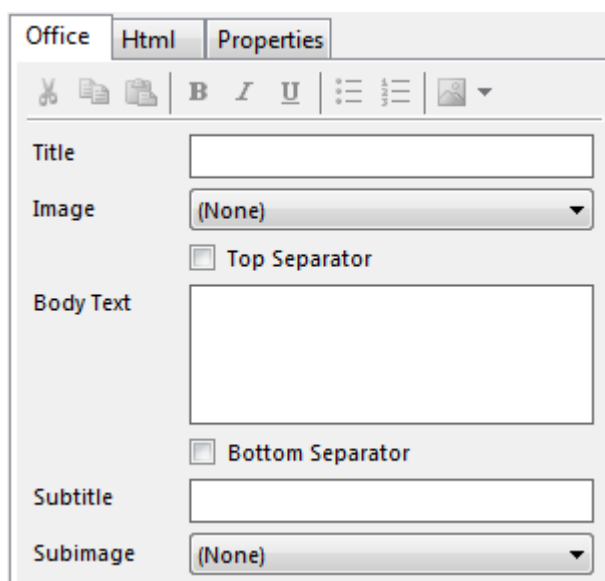 Office Html Properties
B I U
Title
Image (None)
Top Separator
Body Text
Bottom Separator
Subtitle
Subimage (None)